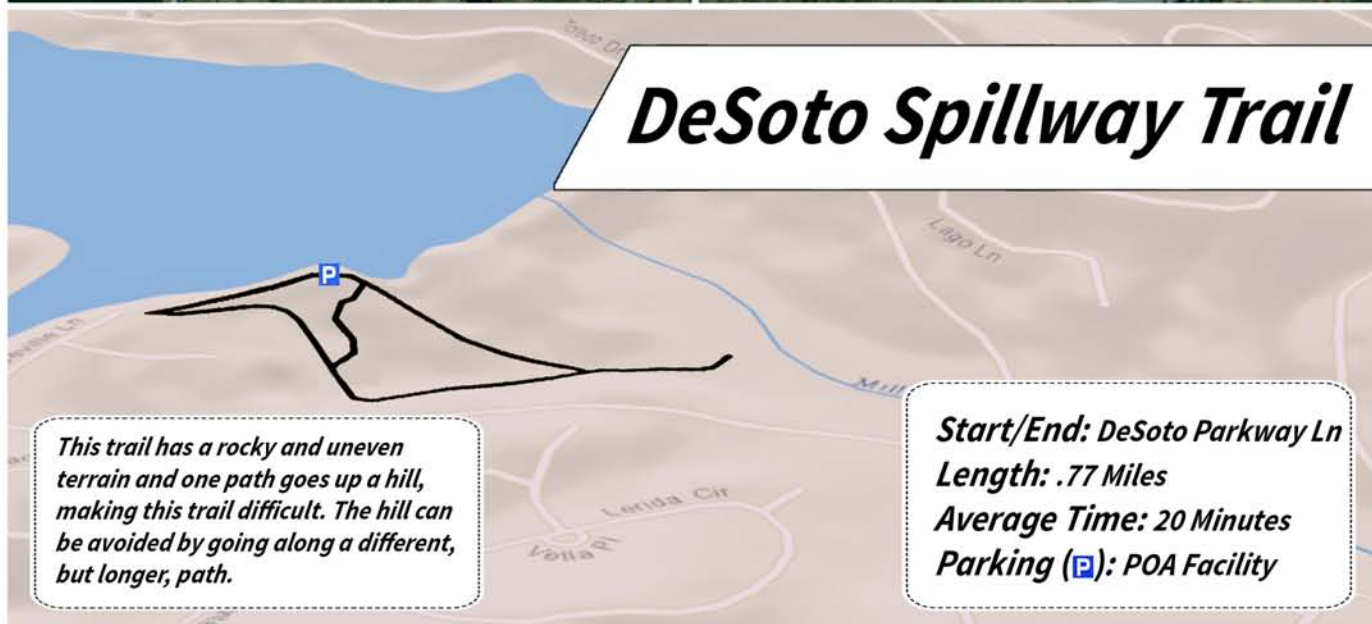 DeSoto Spillway Trail
Lago Ln
P
Mill
This trail has a rocky and uneven
terrain and one path goes up a hill,
making this trail difficult. The hill can
be avoided by going along a different,
but longer, path.
Start/End: DeSoto Parkway Ln
Length: .77 Miles
Average Time: 20 Minutes
Parking (P): POA Facility
Lerida Cir